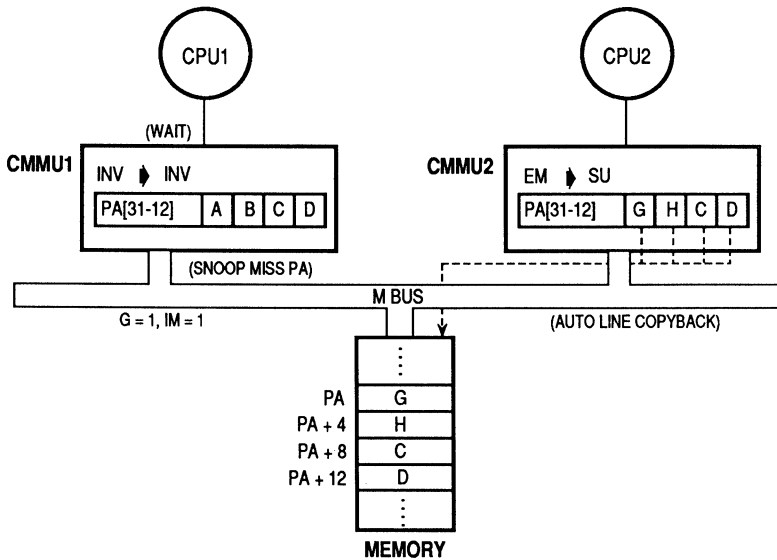 CPU1
CPU2
(WAIT)
CMMU1
INV INV
PA[31-12] A B C D
CMMU2
EM SU
PA[31-12] G H C D
(SNOOP MISS PA)
M BUS
G = 1, IM = 1
(AUTO LINE COPYBACK)
PA G
PA + 4 H
PA + 8 C
PA + 12 D
MEMORY